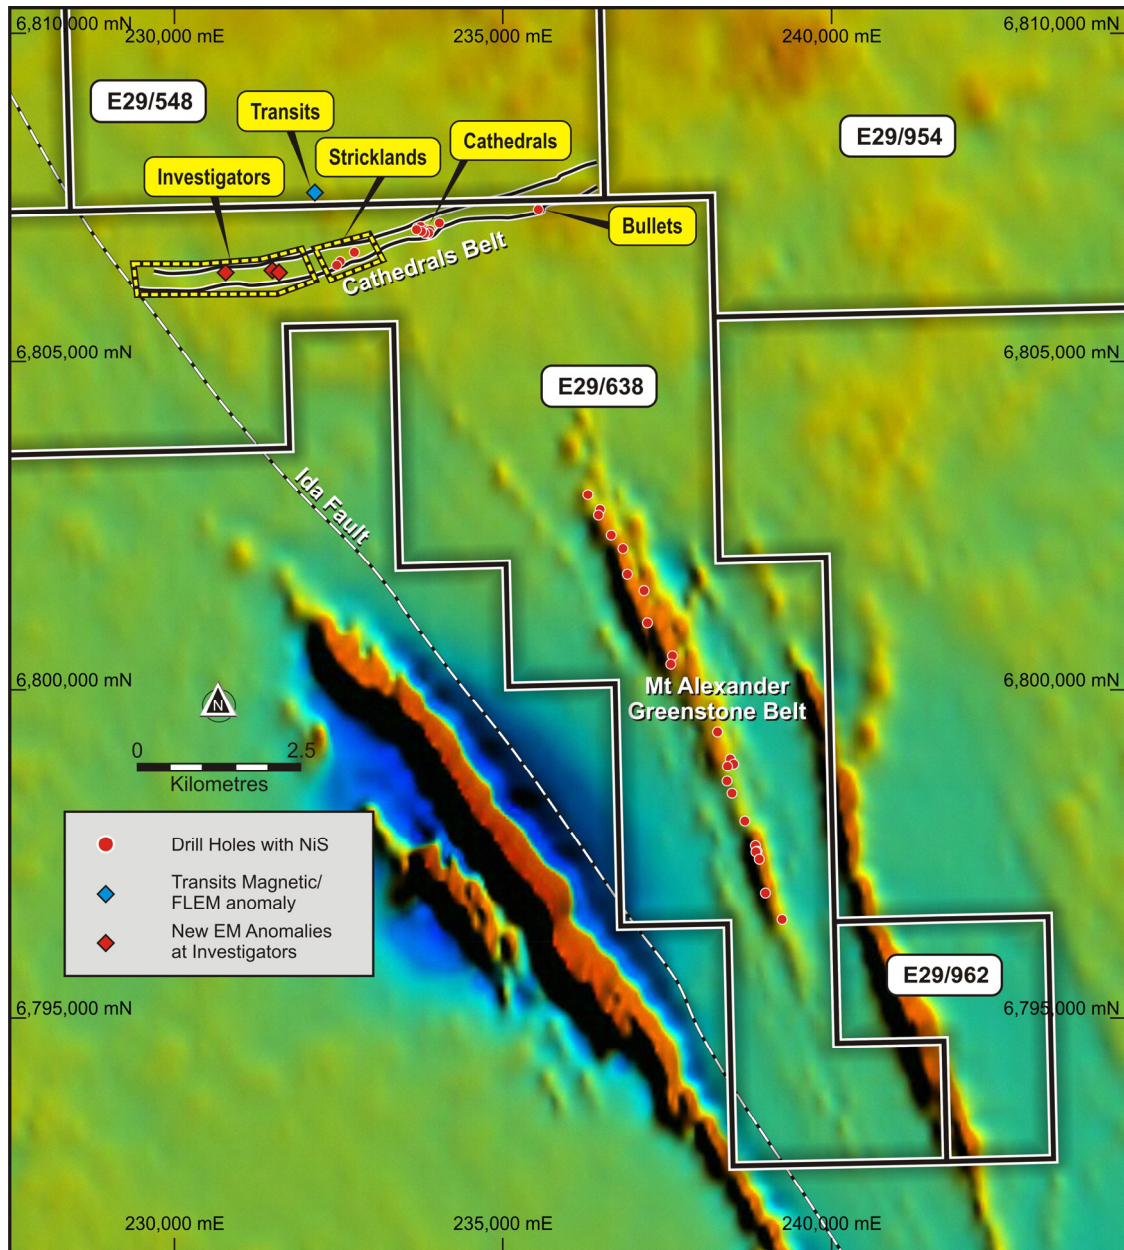 6,810,000 mN
230,000 mE
235,000 mE
240,000 mE
6,810,000 mN
E29/548
Transits
Cathedrals
E29/954
Stricklands
Investigators
Bullets
Cathedrals Belt
6,805,000 mN
6,805,000 mN
E29/638
Ida Fault
6,800,000 mN
6,800,000 mN
Mt Alexander
Greenstone Belt
N
0
2.5
Kilometres
Drill Holes with NiS
Transits Magnetic/
FLEM anomaly
New EM Anomalies
at Investigators
E29/962
6,795,000 mN
6,795,000 mN
230,000 mE
235,000 mE
240,000 mE